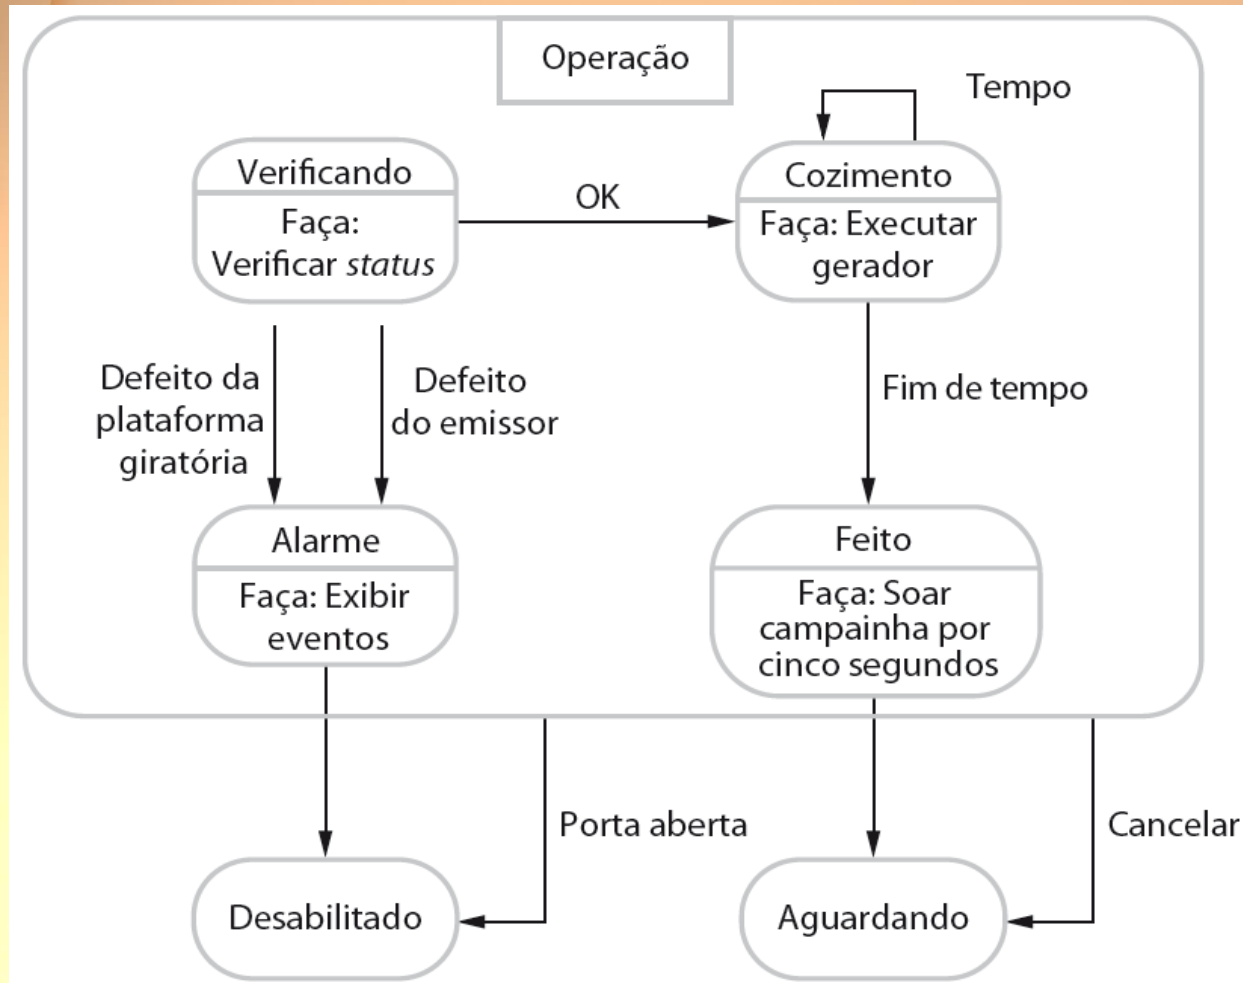 Operação
Tempo
Verificando
Faça:
Verificar status
OK
Cozimento
Faça: Executar
gerador
Defeito da
plataforma
giratória
Defeito
do emissor
Fim de tempo
Alarme
Faça: Exibir
eventos
Feito
Faça: Soar
campainha por
cinco segundos
Porta aberta
Cancelar
Desabilitado
Aguardando